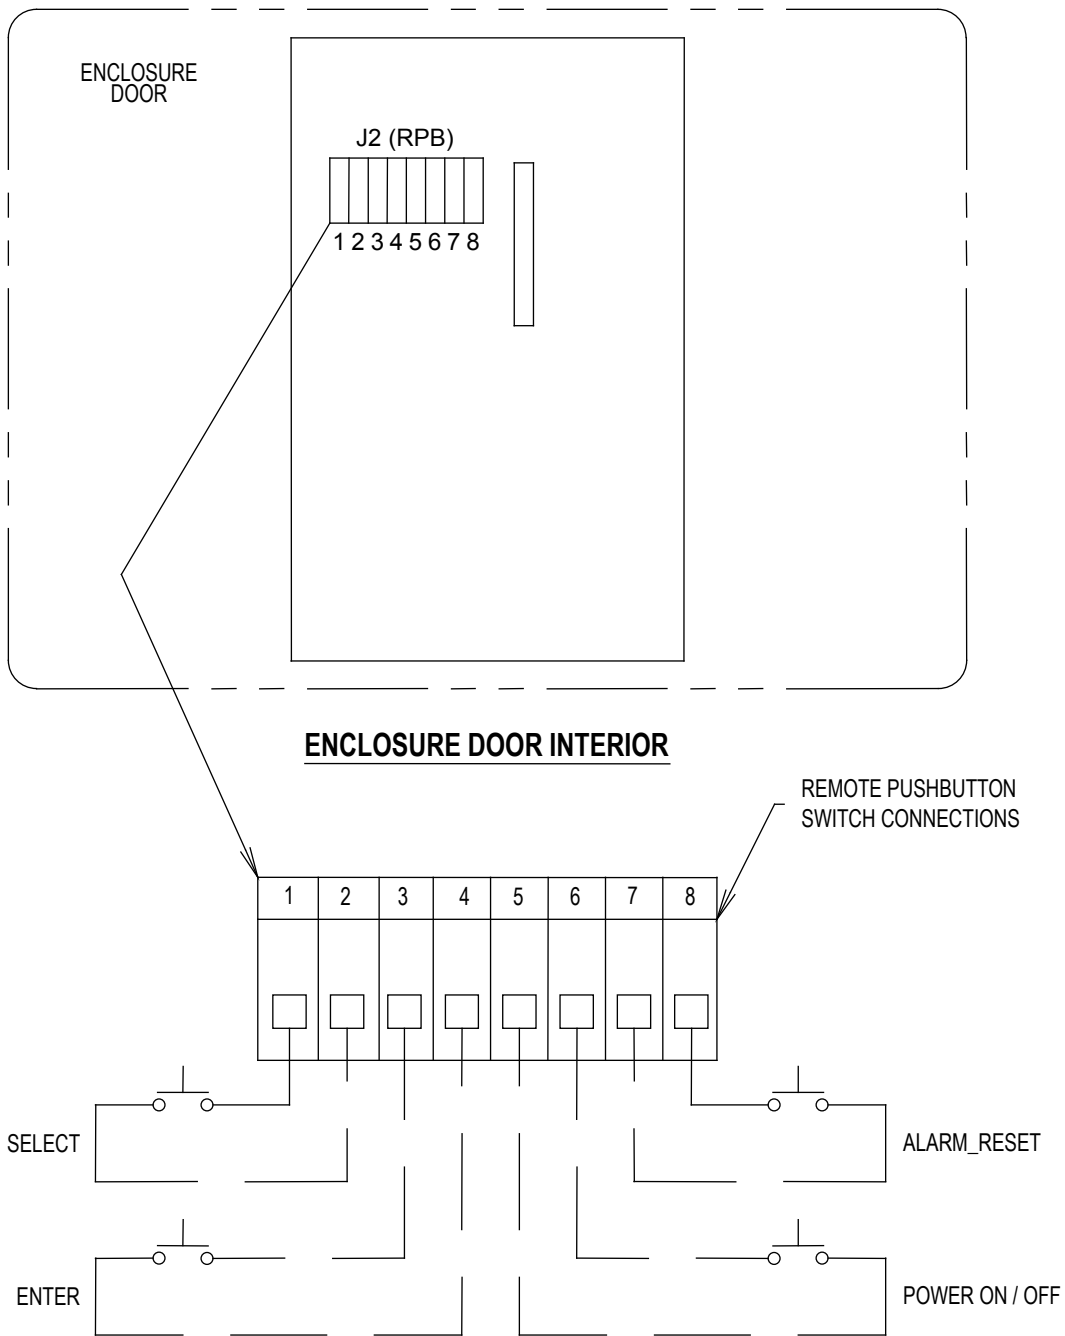 ENCLOSURE
DOOR
J2 (RPB)
1 2 3 4 5 6 7 8
ENCLOSURE DOOR INTERIOR
REMOTE PUSHBUTTON
SWITCH CONNECTIONS
1 2 3 4 5 6 7 8
SELECT
ALARM_RESET
ENTER
POWER ON / OFF